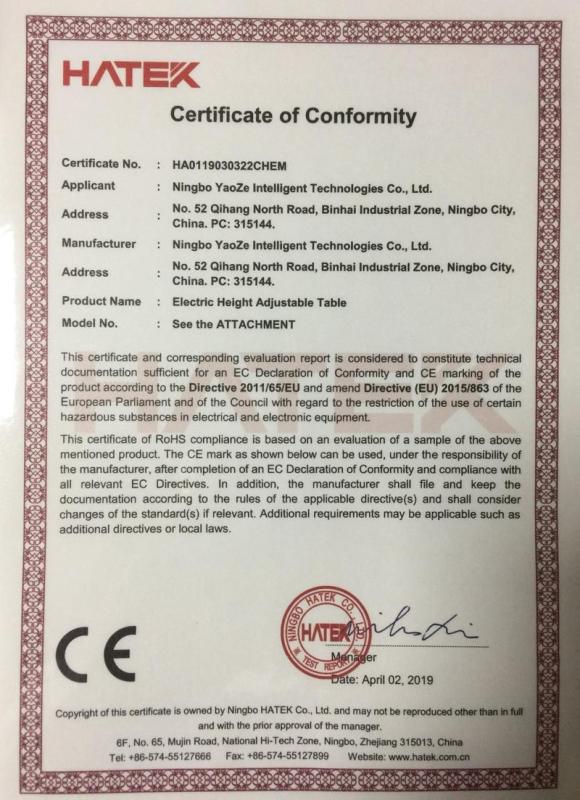 HATEK
Certificate of Conformity
Certificate No. : HA0119030322CHEM
Applicant : Ningbo YaoZe Intelligent Technologies Co., Ltd.
Address : No. 52 Qihang North Road, Binhai Industrial Zone, Ningbo City,
China. PC: 315144.
Manufacturer : Ningbo YaoZe Intelligent Technologies Co., Ltd.
Address : No. 52 Qihang North Road, Binhai Industrial Zone, Ningbo City,
China. PC: 315144.
Product Name : Electric Height Adjustable Table
Model No. : See the ATTACHMENT
This certificate and corresponding evaluation report is considered to constitute technical
documentation sufficient for an EC Declaration of Conformity and CE marking of the
product according to the Directive 2011/65/EU and amend Directive (EU) 2015/863 of the
European Parliament and of the Council with regard to the restriction of the use of certain
hazardous substances in electrical and electronic equipment.
This certificate of RoHS compliance is based on an evaluation of a sample of the above
mentioned product. The CE mark as shown below can be used, under the responsibility of
the manufacturer, after completion of an EC Declaration of Conformity and compliance with
all relevant EC Directives. In addition, the manufacturer shall file and keep the
documentation according to the rules of the applicable directive(s) and shall consider
changes of the standard(s) if relevant. Additional requirements may be applicable such as
additional directives or local laws.
CE
NINGBO HATEK CO., LTD
HATEK
TEST REPORT
Manager
Date: April 02, 2019
Copyright of this certificate is owned by Ningbo HATEK Co., Ltd. and may not be reproduced other than in full
and with the prior approval of the manager.
6F, No. 65, Mujin Road, National Hi-Tech Zone, Ningbo, Zhejiang 315013, China
Tel: +86-574-55127666 Fax: +86-574-55127899 Website: www.hatek.com.cn